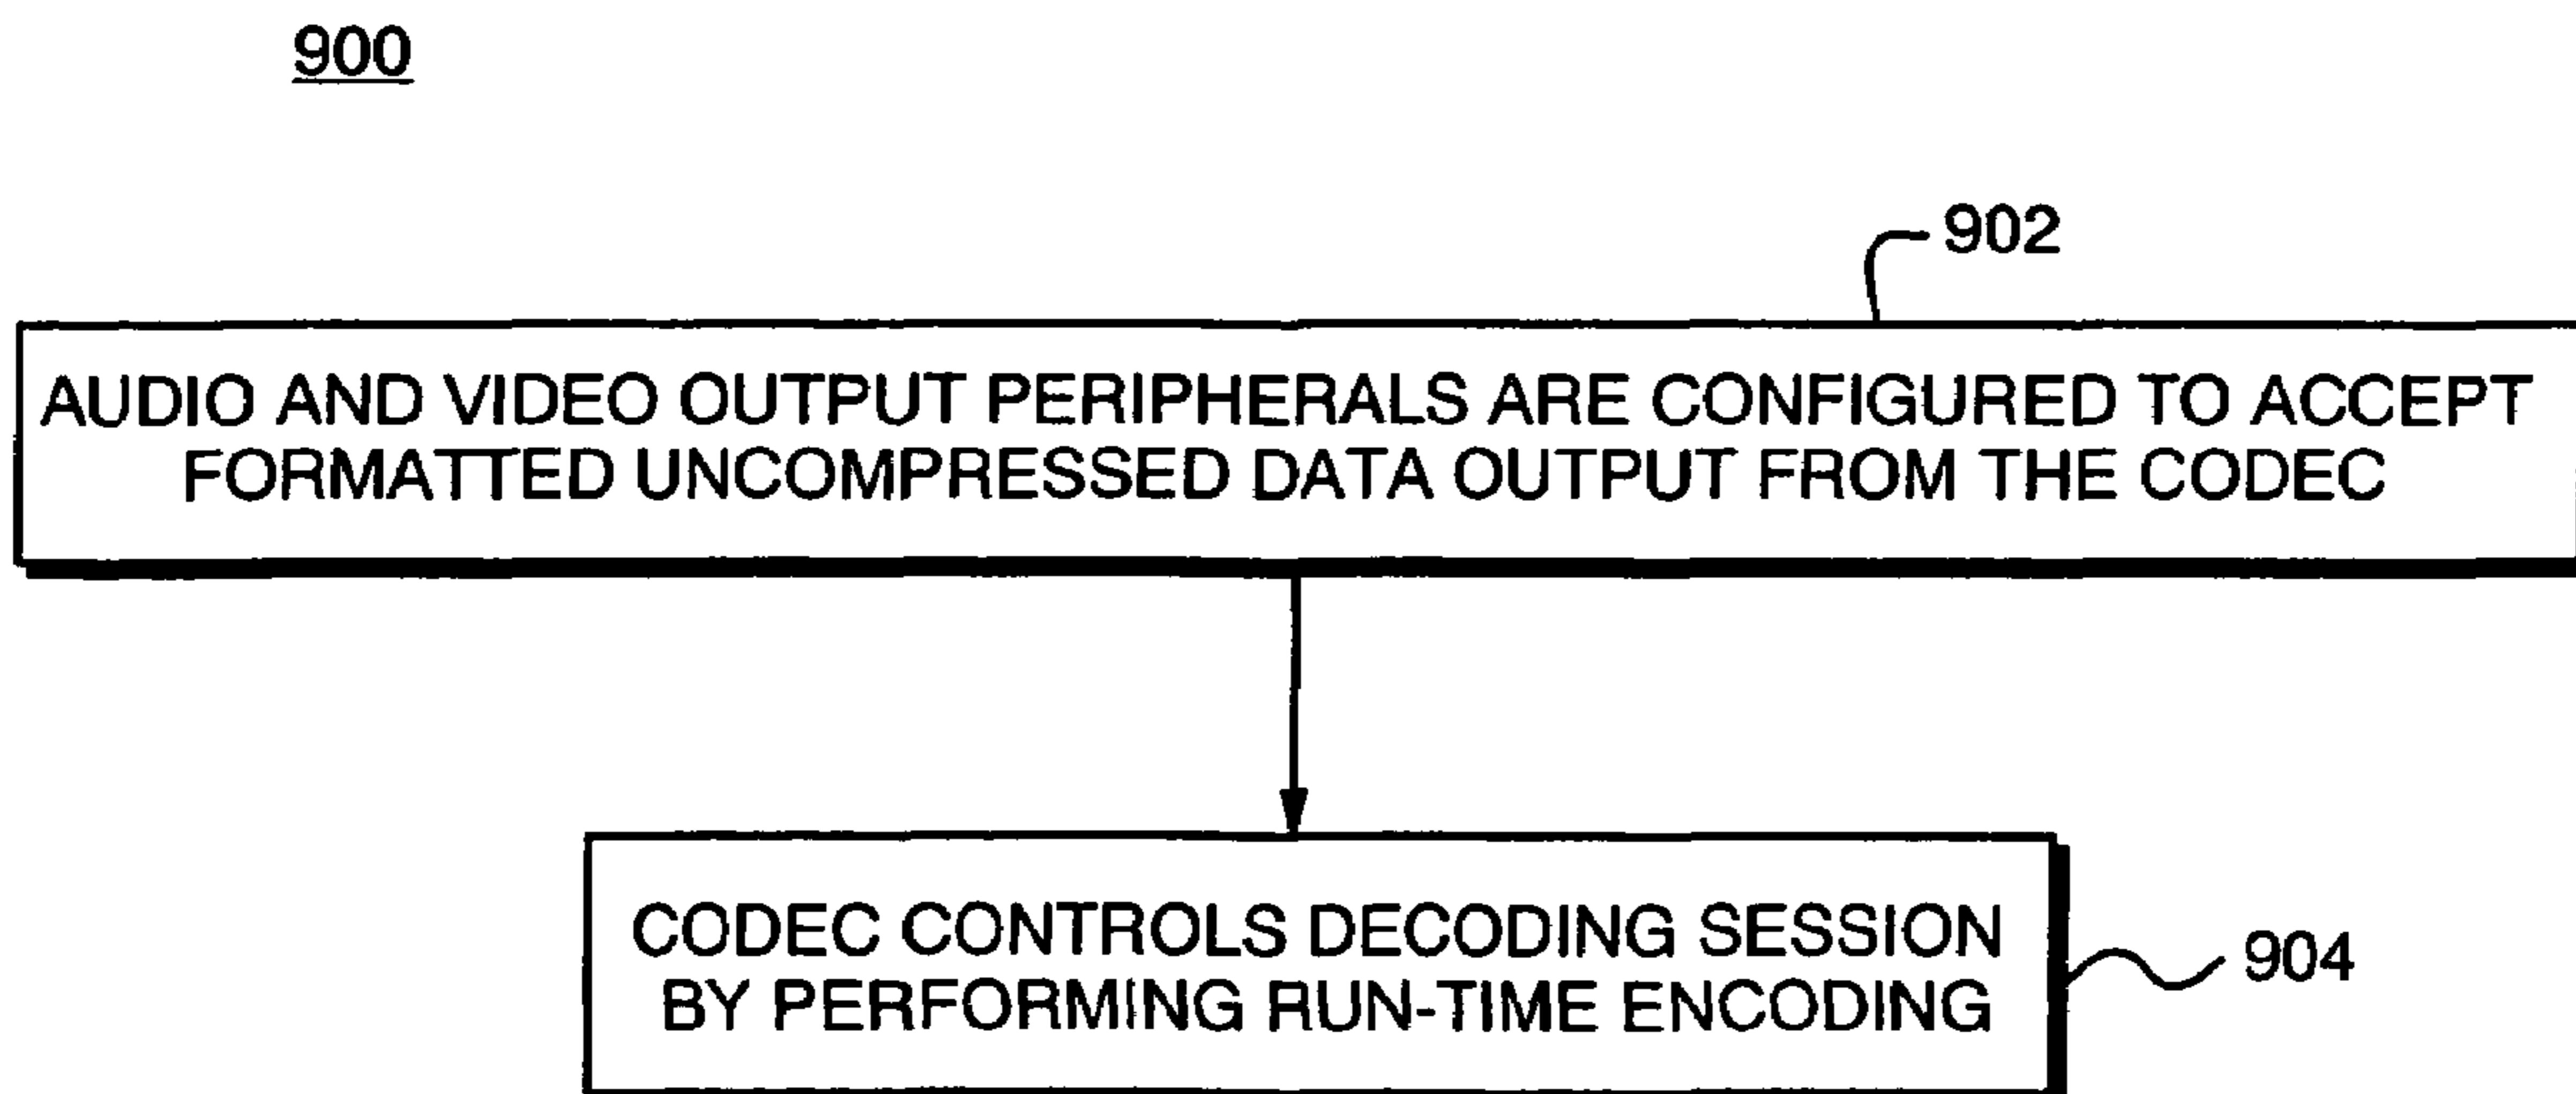 900
902
AUDIO AND VIDEO OUTPUT PERIPHERALS ARE CONFIGURED TO ACCEPT
FORMATTED UNCOMPRESSED DATA OUTPUT FROM THE CODEC
CODEC CONTROLS DECODING SESSION
BY PERFORMING RUN-TIME ENCODING
904